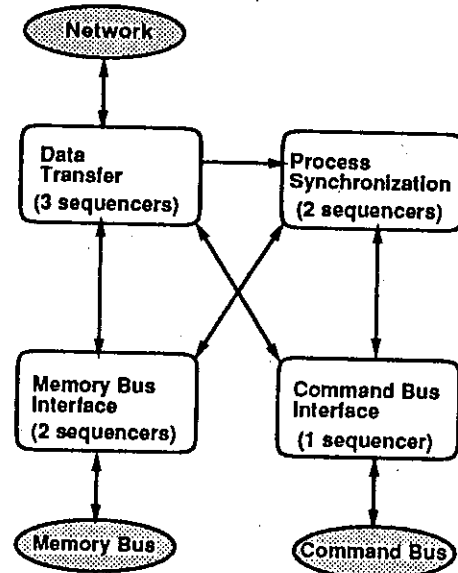 Network
Data
Transfer
(3 sequencers)
Process
Synchronization
(2 sequencers)
Memory Bus
Interface
(2 sequencers)
Command Bus
Interface
(1 sequencer)
Memory Bus
Command Bus